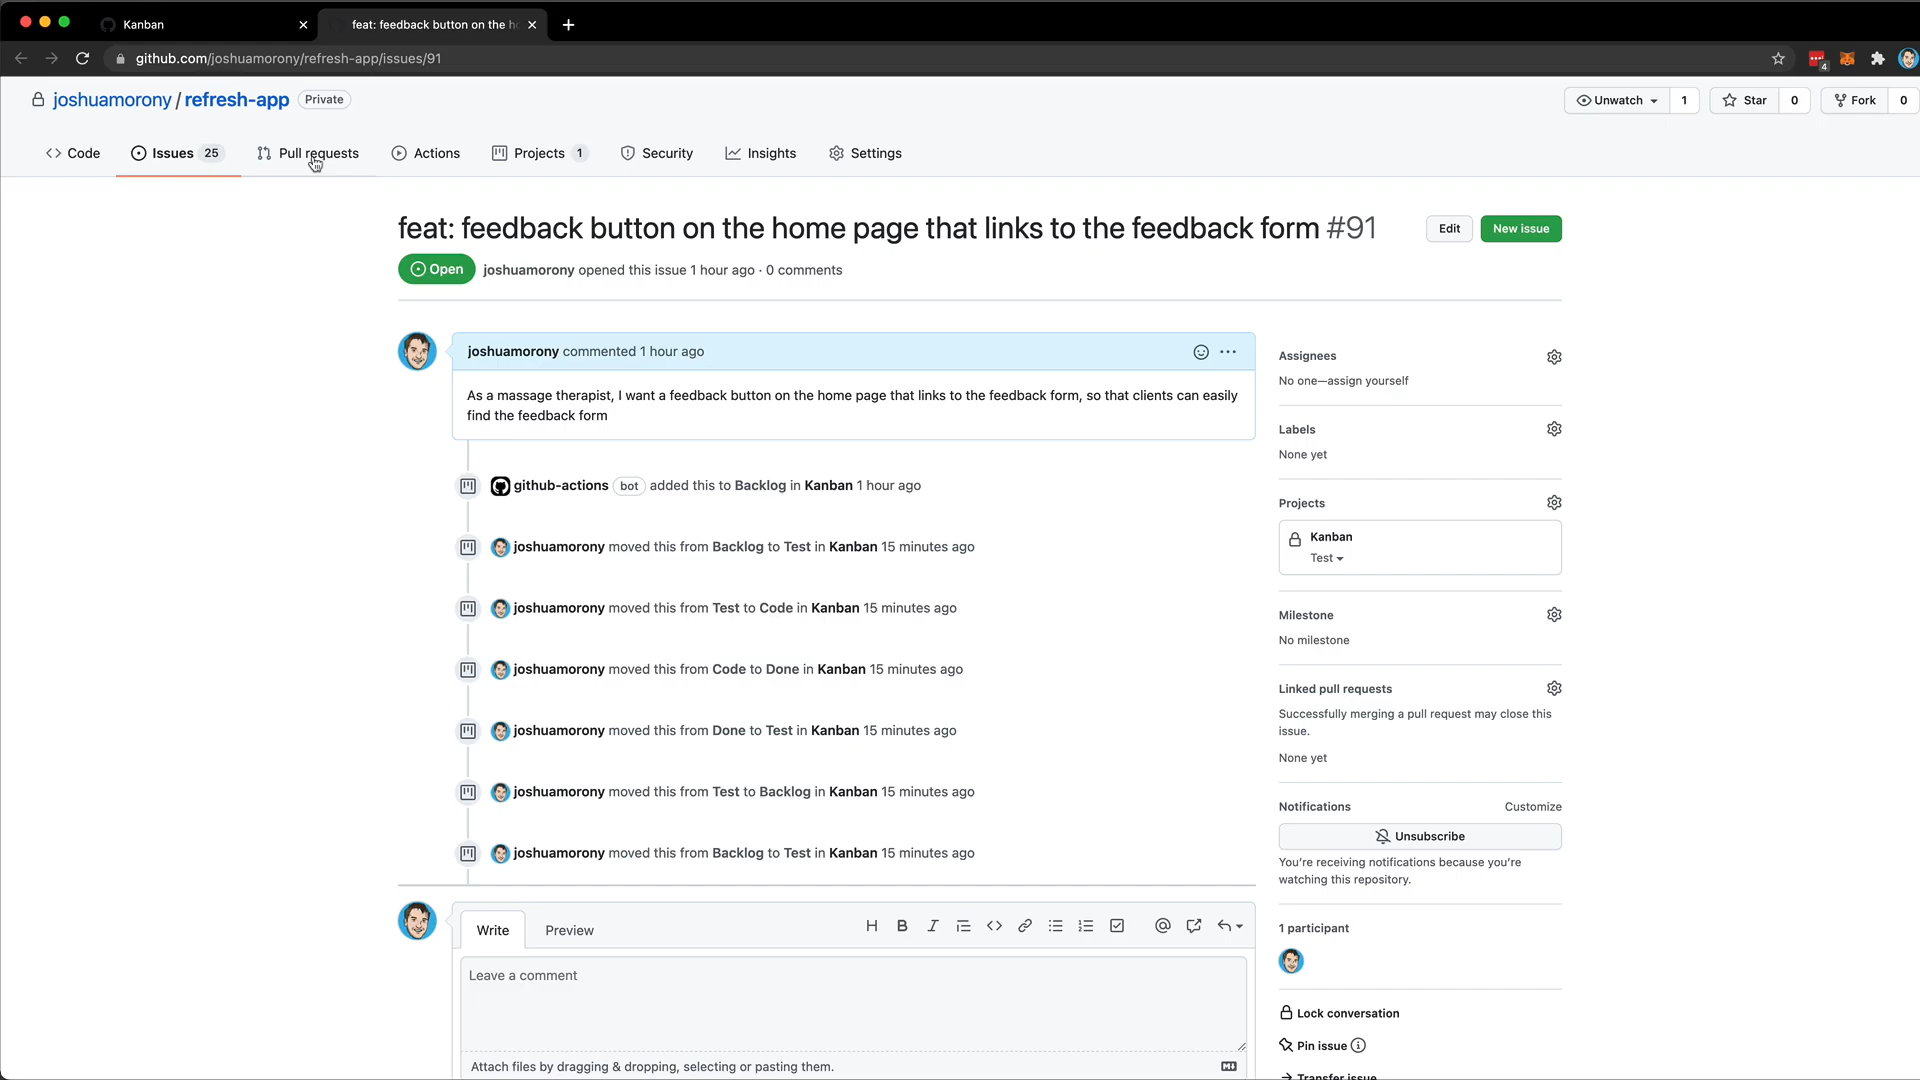 Kanban
feat: feedback button on the h
github.com/joshuamorony/refresh-app/issues/91
4
joshuamorony / refresh-app Private
Unwatch 1
Star 0
Fork 0
Code
Issues 25
Pull requests
Actions
Projects 1
Security
Insights
Settings
feat: feedback button on the home page that links to the feedback form #91
Edit
New issue
Open
joshuamorony opened this issue 1 hour ago · 0 comments
joshuamorony commented 1 hour ago
As a massage therapist, I want a feedback button on the home page that links to the feedback form, so that clients can easily
find the feedback form
github-actions bot added this to Backlog in Kanban 1 hour ago
joshuamorony moved this from Backlog to Test in Kanban 15 minutes ago
joshuamorony moved this from Test to Code in Kanban 15 minutes ago
joshuamorony moved this from Code to Done in Kanban 15 minutes ago
joshuamorony moved this from Done to Test in Kanban 15 minutes ago
joshuamorony moved this from Test to Backlog in Kanban 15 minutes ago
joshuamorony moved this from Backlog to Test in Kanban 15 minutes ago
Write
Preview
H B I
Leave a comment
Attach files by dragging & dropping, selecting or pasting them.
Assignees
No one—assign yourself
Labels
None yet
Projects
Kanban
Test
Milestone
No milestone
Linked pull requests
Successfully merging a pull request may close this
issue.
None yet
Notifications
Customize
Unsubscribe
You're receiving notifications because you're
watching this repository.
1 participant
Lock conversation
Pin issue
Transfer issue